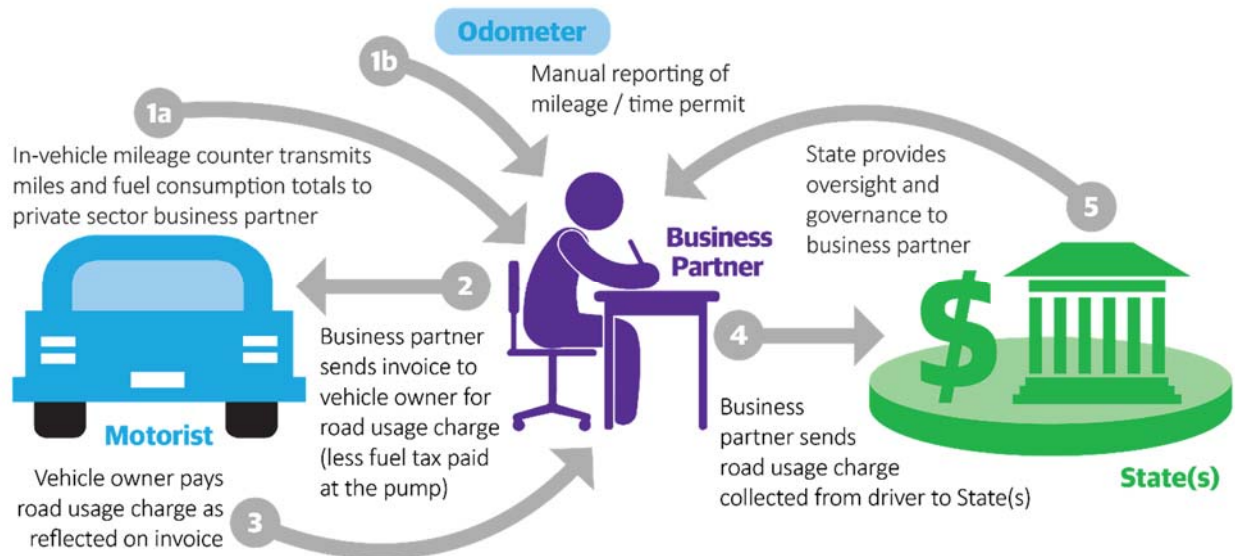 Odometer
1b
Manual reporting of
mileage / time permit
1a
In-vehicle mileage counter transmits
miles and fuel consumption totals to
private sector business partner
State provides
oversight and
governance to
business partner
5
Business
Partner
2
Business partner
sends invoice to
vehicle owner for
road usage charge
(less fuel tax paid
at the pump)
4
$
Business
partner sends
road usage charge
collected from driver to State(s)
Motorist
State(s)
Vehicle owner pays
road usage charge as
reflected on invoice
3